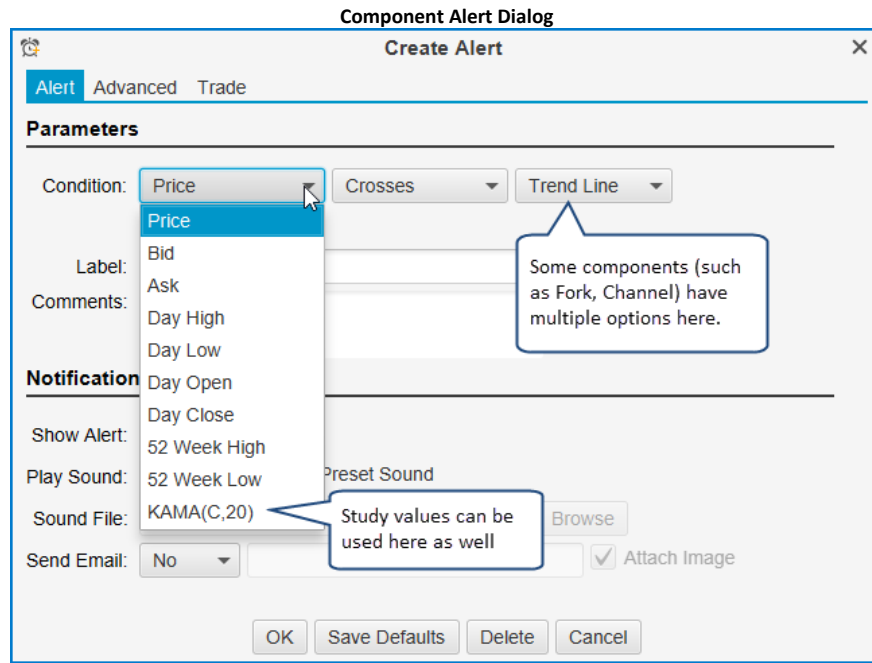 Component Alert Dialog
Create Alert
Alert Advanced Trade
Parameters
Condition: Price Crosses Trend Line
Price
Bid
Ask
Day High
Day Low
Day Open
Day Close
52 Week High
52 Week Low
KAMA(C,20)
Some components (such
as Fork, Channel) have
multiple options here.
Label:
Comments:
Notification
Show Alert:
Play Sound: Preset Sound
Sound File: Browse
Study values can be
used here as well
Send Email: No Attach Image
OK Save Defaults Delete Cancel